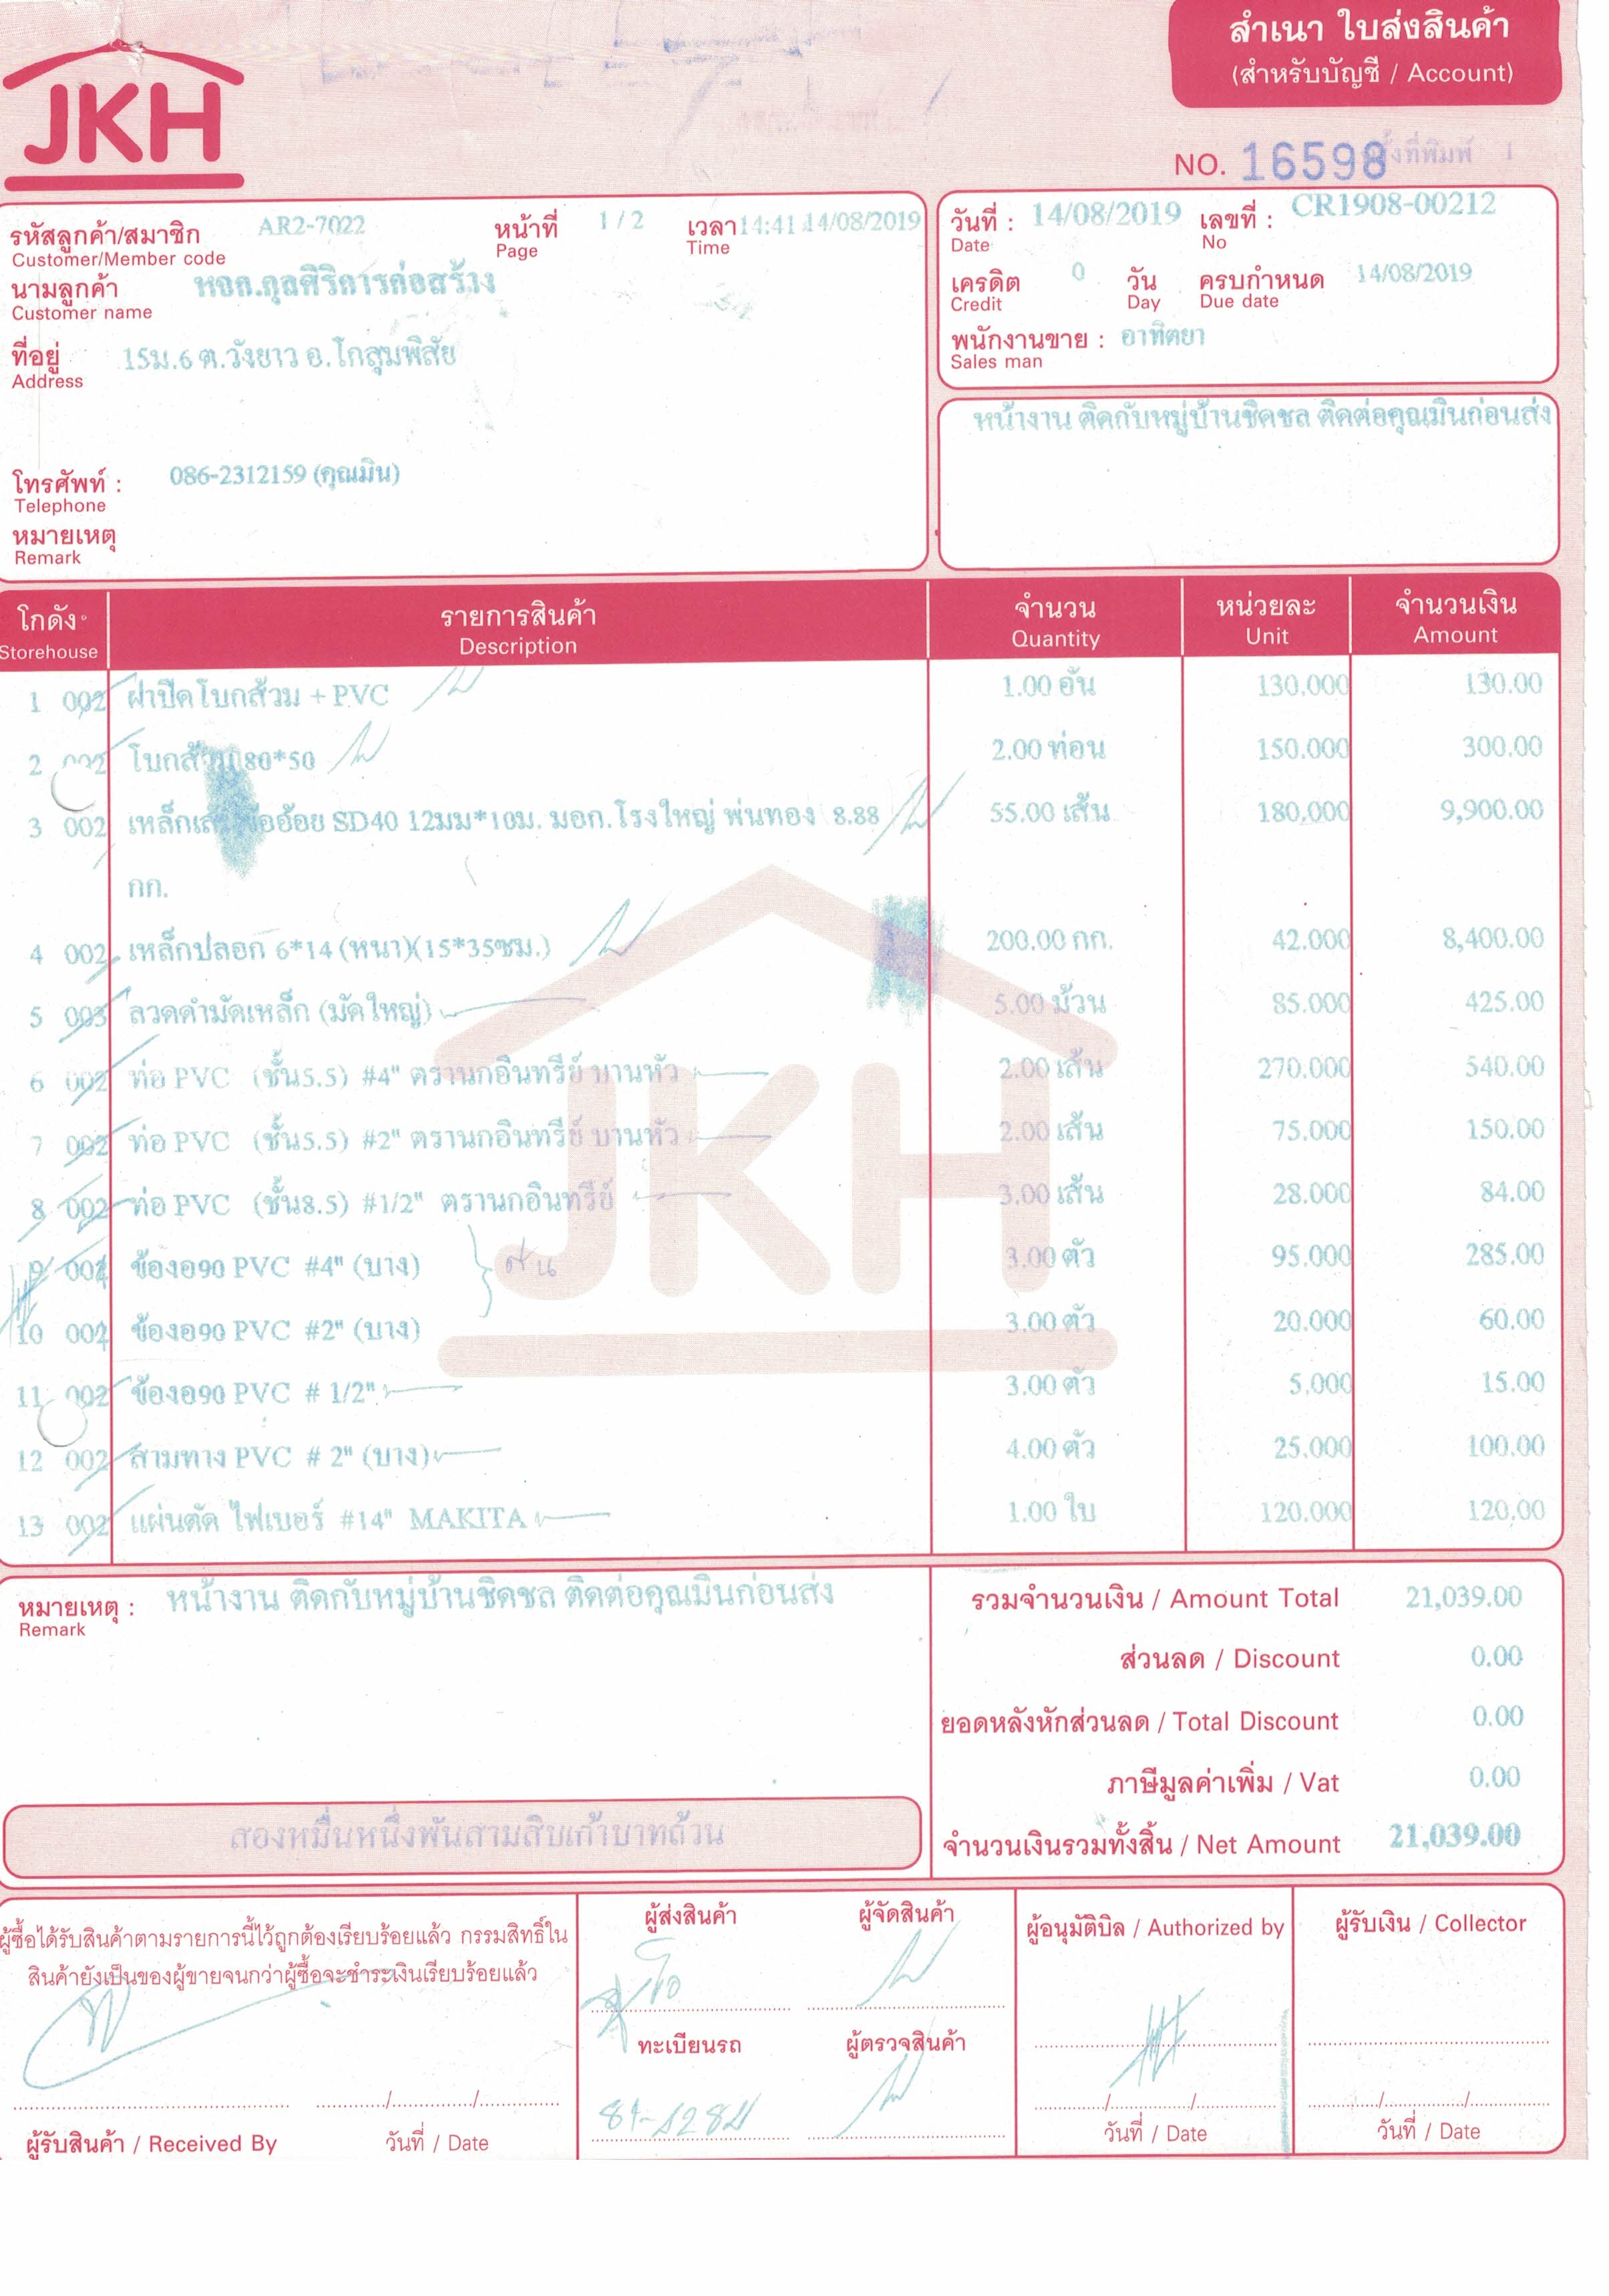 JKH
สำเนา ใบส่งสินค้า
(สำหรับบัญชี / Account)
NO. 16598
ครั้งที่พิมพ์ 1
รหัสลูกค้า/สมาชิก AR2-7022 หน้าที่ 1 / 2 เวลา 14:41 14/08/2019
Customer/Member code Page Time
นามลูกค้า หจก.กุลศิริการก่อสร้าง
Customer name
ที่อยู่ 15ม.6 ต.วังยาว อ.โกสุมพิสัย
Address
โทรศัพท์ : 086-2312159 (คุณมิน)
Telephone
หมายเหตุ
Remark
วันที่ : 14/08/2019 เลขที่ : CR1908-00212
Date No
เครดิต 0 วัน ครบกำหนด 14/08/2019
Credit Day Due date
พนักงานขาย : อาทิตยา
Sales man
หน้างาน ติดกับหมู่บ้านชิดชล ติดต่อคุณมินก่อนส่ง
โกดัง รายการสินค้า จำนวน หน่วยละ จำนวนเงิน
Storehouse Description Quantity Unit Amount
1 002 ฝาปิดโบกส้วม + PVC 1.00 อัน 130.000 130.00
2 002 โบกส้วม 80*50 2.00 ท่อน 150.000 300.00
3 002 เหล็กเส้นข้ออ้อย SD40 12มม*10ม. มอก.โรงใหญ่ พ่นทอง 8.88 55.00 เส้น 180.000 9,900.00
กก.
4 002 เหล็กปลอก 6*14 (หนา)(15*35ซม.) 200.00 กก. 42.000 8,400.00
5 003 ลวดดำมัดเหล็ก (มัดใหญ่) 5.00 ม้วน 85.000 425.00
6 002 ท่อ PVC (ชั้น5.5) #4" ตรานกอินทรีย์ บานหัว 2.00 เส้น 270.000 540.00
7 002 ท่อ PVC (ชั้น5.5) #2" ตรานกอินทรีย์ บานหัว 2.00 เส้น 75.000 150.00
8 002 ท่อ PVC (ชั้น8.5) #1/2" ตรานกอินทรีย์ 3.00 เส้น 28.000 84.00
9 002 ข้องอ90 PVC #4" (บาง) 3.00 ตัว 95.000 285.00
10 002 ข้องอ90 PVC #2" (บาง) 3.00 ตัว 20.000 60.00
11 002 ข้องอ90 PVC # 1/2" 3.00 ตัว 5.000 15.00
12 002 สามทาง PVC # 2" (บาง) 4.00 ตัว 25.000 100.00
13 002 แผ่นตัด ไฟเบอร์ #14" MAKITA 1.00 ใบ 120.000 120.00
หมายเหตุ : หน้างาน ติดกับหมู่บ้านชิดชล ติดต่อคุณมินก่อนส่ง
Remark
รวมจำนวนเงิน / Amount Total 21,039.00
ส่วนลด / Discount 0.00
ยอดหลังหักส่วนลด / Total Discount 0.00
ภาษีมูลค่าเพิ่ม / Vat 0.00
จำนวนเงินรวมทั้งสิ้น / Net Amount 21,039.00
สองหมื่นหนึ่งพันสามสิบเก้าบาทถ้วน
ผู้ซื้อได้รับสินค้าตามรายการนี้ไว้ถูกต้องเรียบร้อยแล้ว กรรมสิทธิ์ใน
สินค้ายังเป็นของผู้ขายจนกว่าผู้ซื้อจะชำระเงินเรียบร้อยแล้ว
ผู้รับสินค้า / Received By วันที่ / Date
ผู้ส่งสินค้า ผู้จัดสินค้า
ทะเบียนรถ ผู้ตรวจสินค้า
ผู้อนุมัติบิล / Authorized by
วันที่ / Date
ผู้รับเงิน / Collector
วันที่ / Date